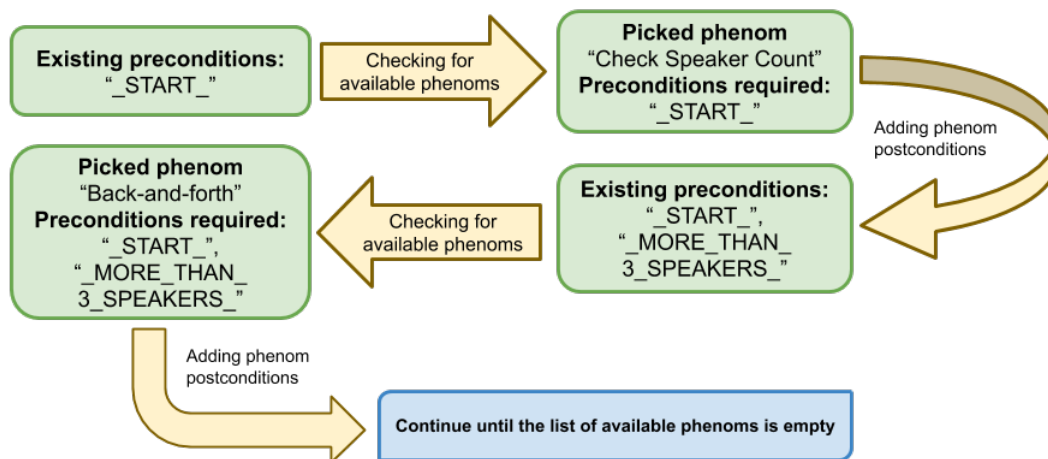 Existing preconditions:
“_START_”
Checking for
available phenoms
Picked phenom
“Check Speaker Count”
Preconditions required:
“_START_”
Adding phenom
postconditions
Existing preconditions:
“_START_”,
“_MORE_THAN_
3_SPEAKERS_”
Checking for
available phenoms
Picked phenom
“Back-and-forth”
Preconditions required:
“_START_”,
“_MORE_THAN_
3_SPEAKERS_”
Adding phenom
postconditions
Continue until the list of available phenoms is empty